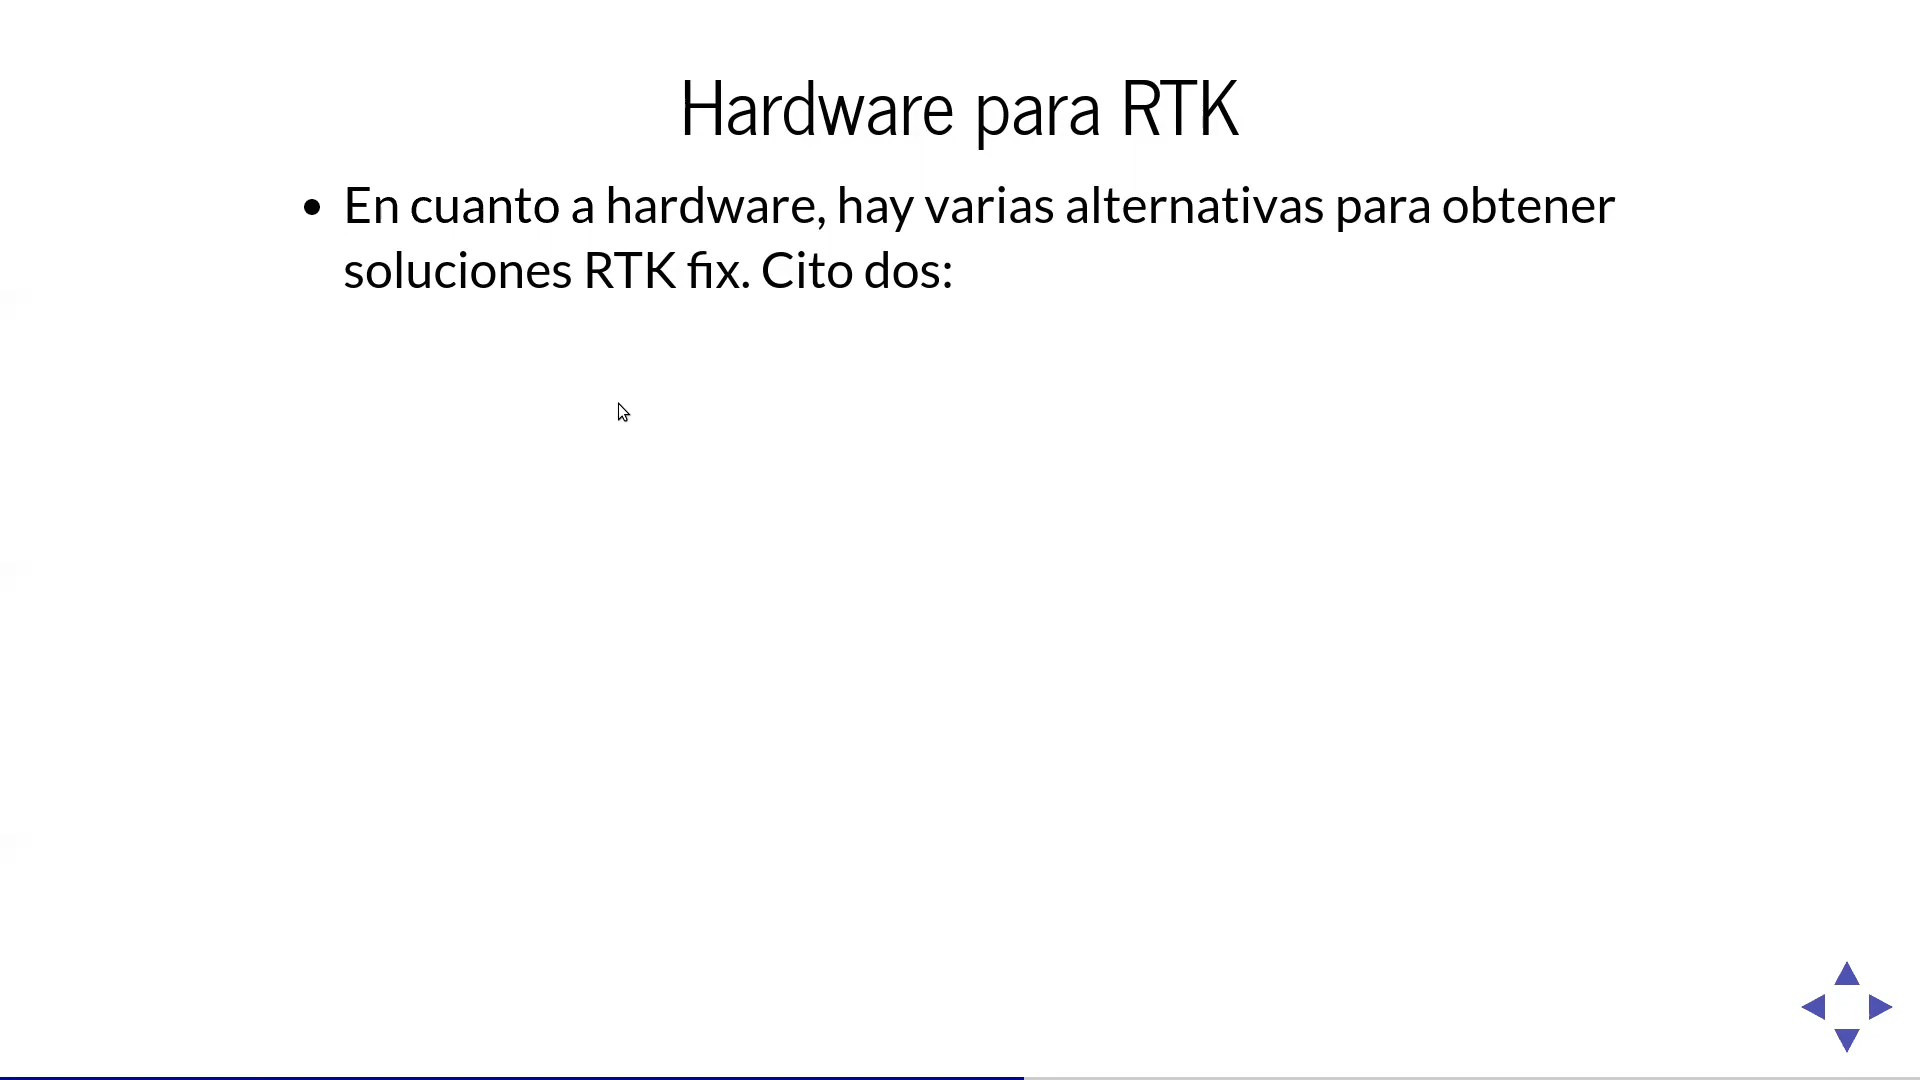 Hardware para RTK
• En cuanto a hardware, hay varias alternativas para obtener
soluciones RTK fix. Cito dos: